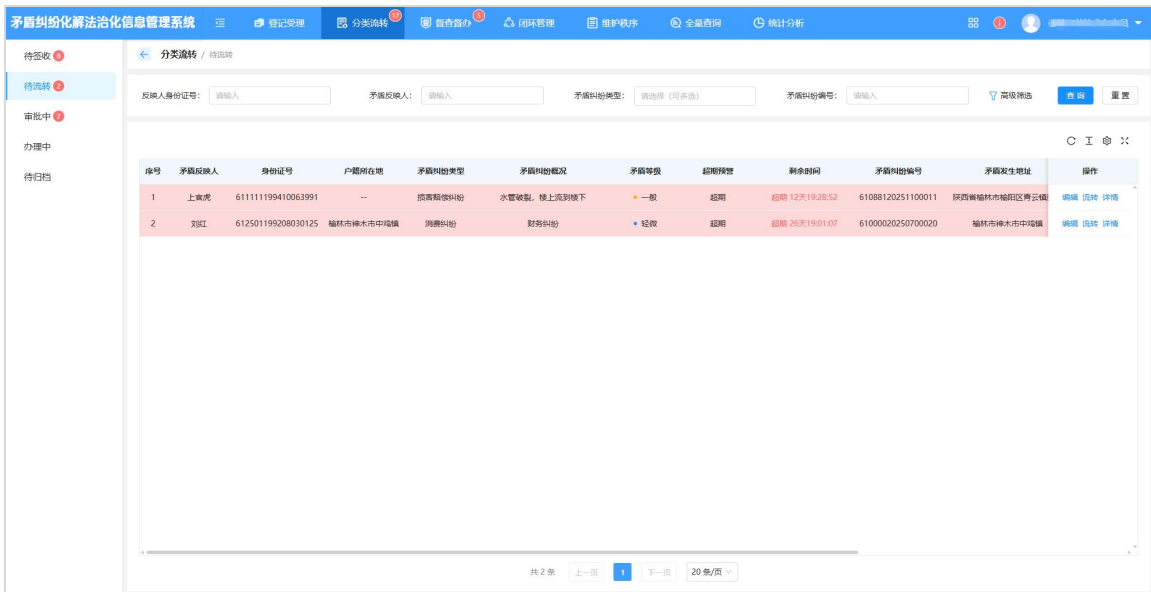 矛盾纠纷化解法治化信息管理系统 登记受理 分类流转 17 督查督办 5 闭环管理 维护秩序 全量查询 统计分析
待签收 8
待流转 2
审批中 7
办理中
待归档
← 分类流转 / 待流转
反映人身份证号: 请输入 矛盾反映人: 请输入 矛盾纠纷类型: 请选择（可多选） 矛盾纠纷编号: 请输入 高级筛选 查询 重置
序号 矛盾反映人 身份证号 户籍所在地 矛盾纠纷类型 矛盾纠纷概况 矛盾等级 超期预警 剩余时间 矛盾纠纷编号 矛盾发生地址 操作
1 上官虎 611111199410063991 -- 损害赔偿纠纷 水管破裂，楼上流到楼下 一般 超期 超期 12天19:28:52 61088120251100011 陕西省榆林市榆阳区青云镇 编辑 流转 详情
2 刘红 612501199208030125 榆林市神木市中鸡镇 消费纠纷 财务纠纷 轻微 超期 超期 26天19:01:07 61000020250700020 榆林市神木市中鸡镇 编辑 流转 详情
共 2 条 上一页 1 下一页 20 条/页